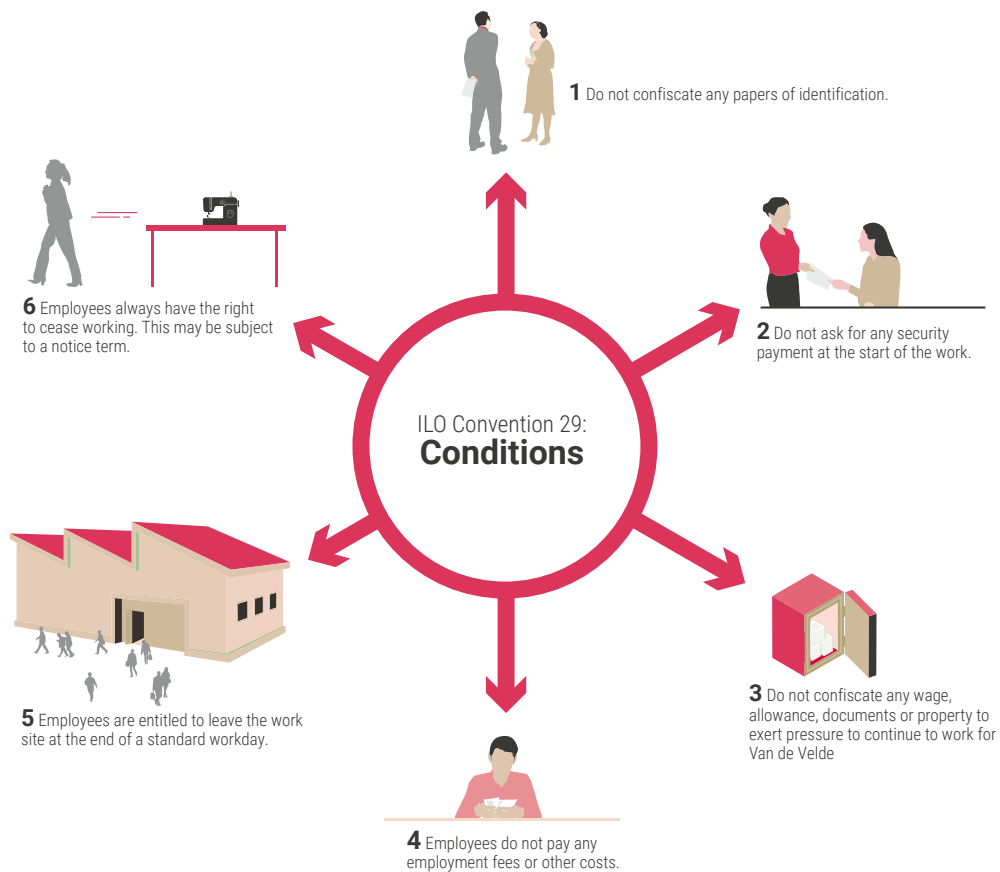 1 Do not confiscate any papers of identification.
2 Do not ask for any security
payment at the start of the work.
6 Employees always have the right
to cease working. This may be subject
to a notice term.
ILO Convention 29:
Conditions
3 Do not confiscate any wage,
allowance, documents or property to
exert pressure to continue to work for
Van de Velde
5 Employees are entitled to leave the work
site at the end of a standard workday.
4 Employees do not pay any
employment fees or other costs.